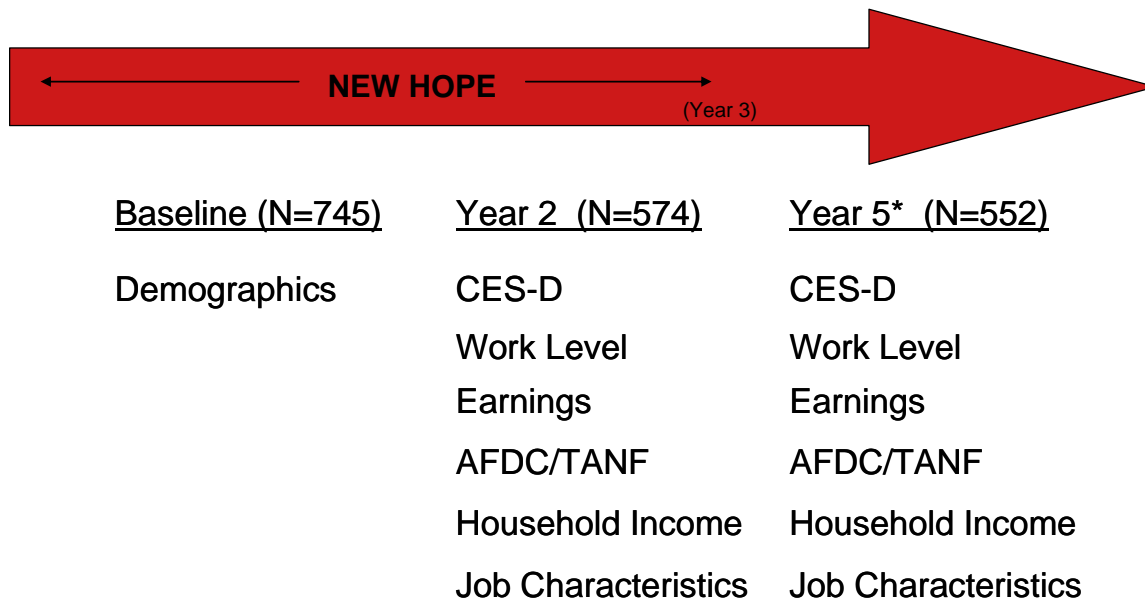 NEW HOPE
(Year 3)
Baseline (N=745) Year 2 (N=574) Year 5* (N=552)
Demographics CES-D CES-D
Work Level Work Level
Earnings Earnings
AFDC/TANF AFDC/TANF
Household Income Household Income
Job Characteristics Job Characteristics